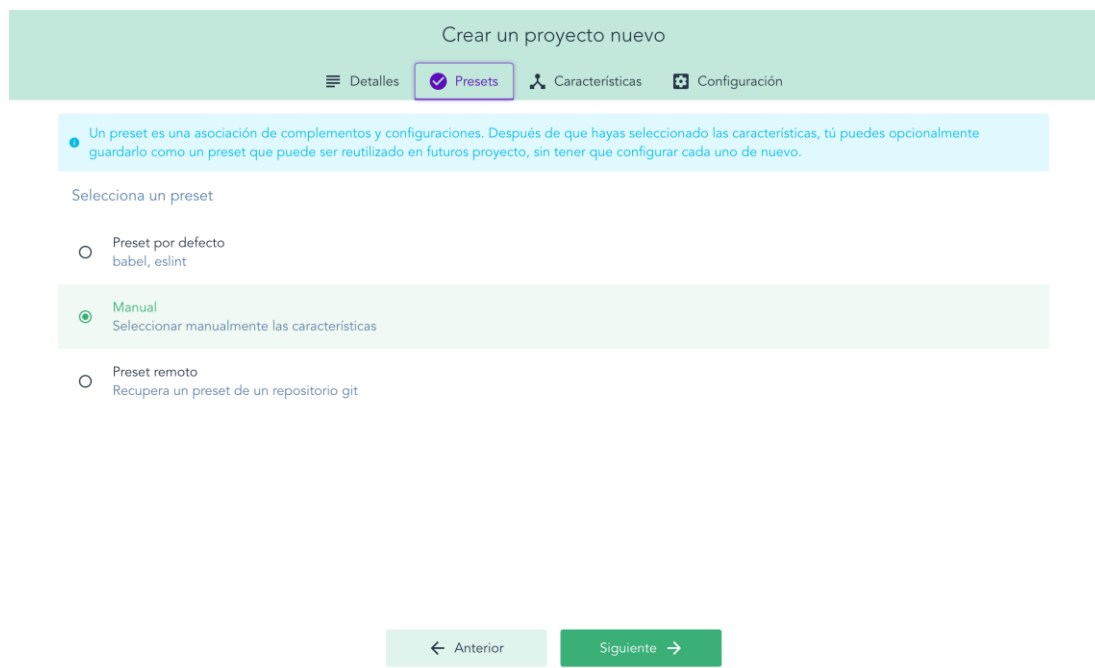 Crear un proyecto nuevo
Detalles Presets Características Configuración
Un preset es una asociación de complementos y configuraciones. Después de que hayas seleccionado las características, tú puedes opcionalmente
guardarlo como un preset que puede ser reutilizado en futuros proyecto, sin tener que configurar cada uno de nuevo.
Selecciona un preset
Preset por defecto
babel, eslint
Manual
Seleccionar manualmente las características
Preset remoto
Recupera un preset de un repositorio git
Anterior Siguiente